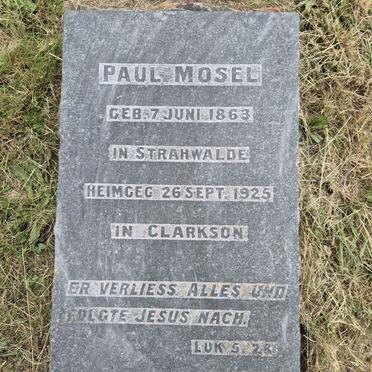 PAUL MOSEL
GEB. 7 JUNI 1863
IN STRAHWALDE
HEIMGEG 26 SEPT. 1925
IN CLARKSON
ER VERLIESS ALLES UND
FOLGTE JESUS NACH.
LUK 5. 28.